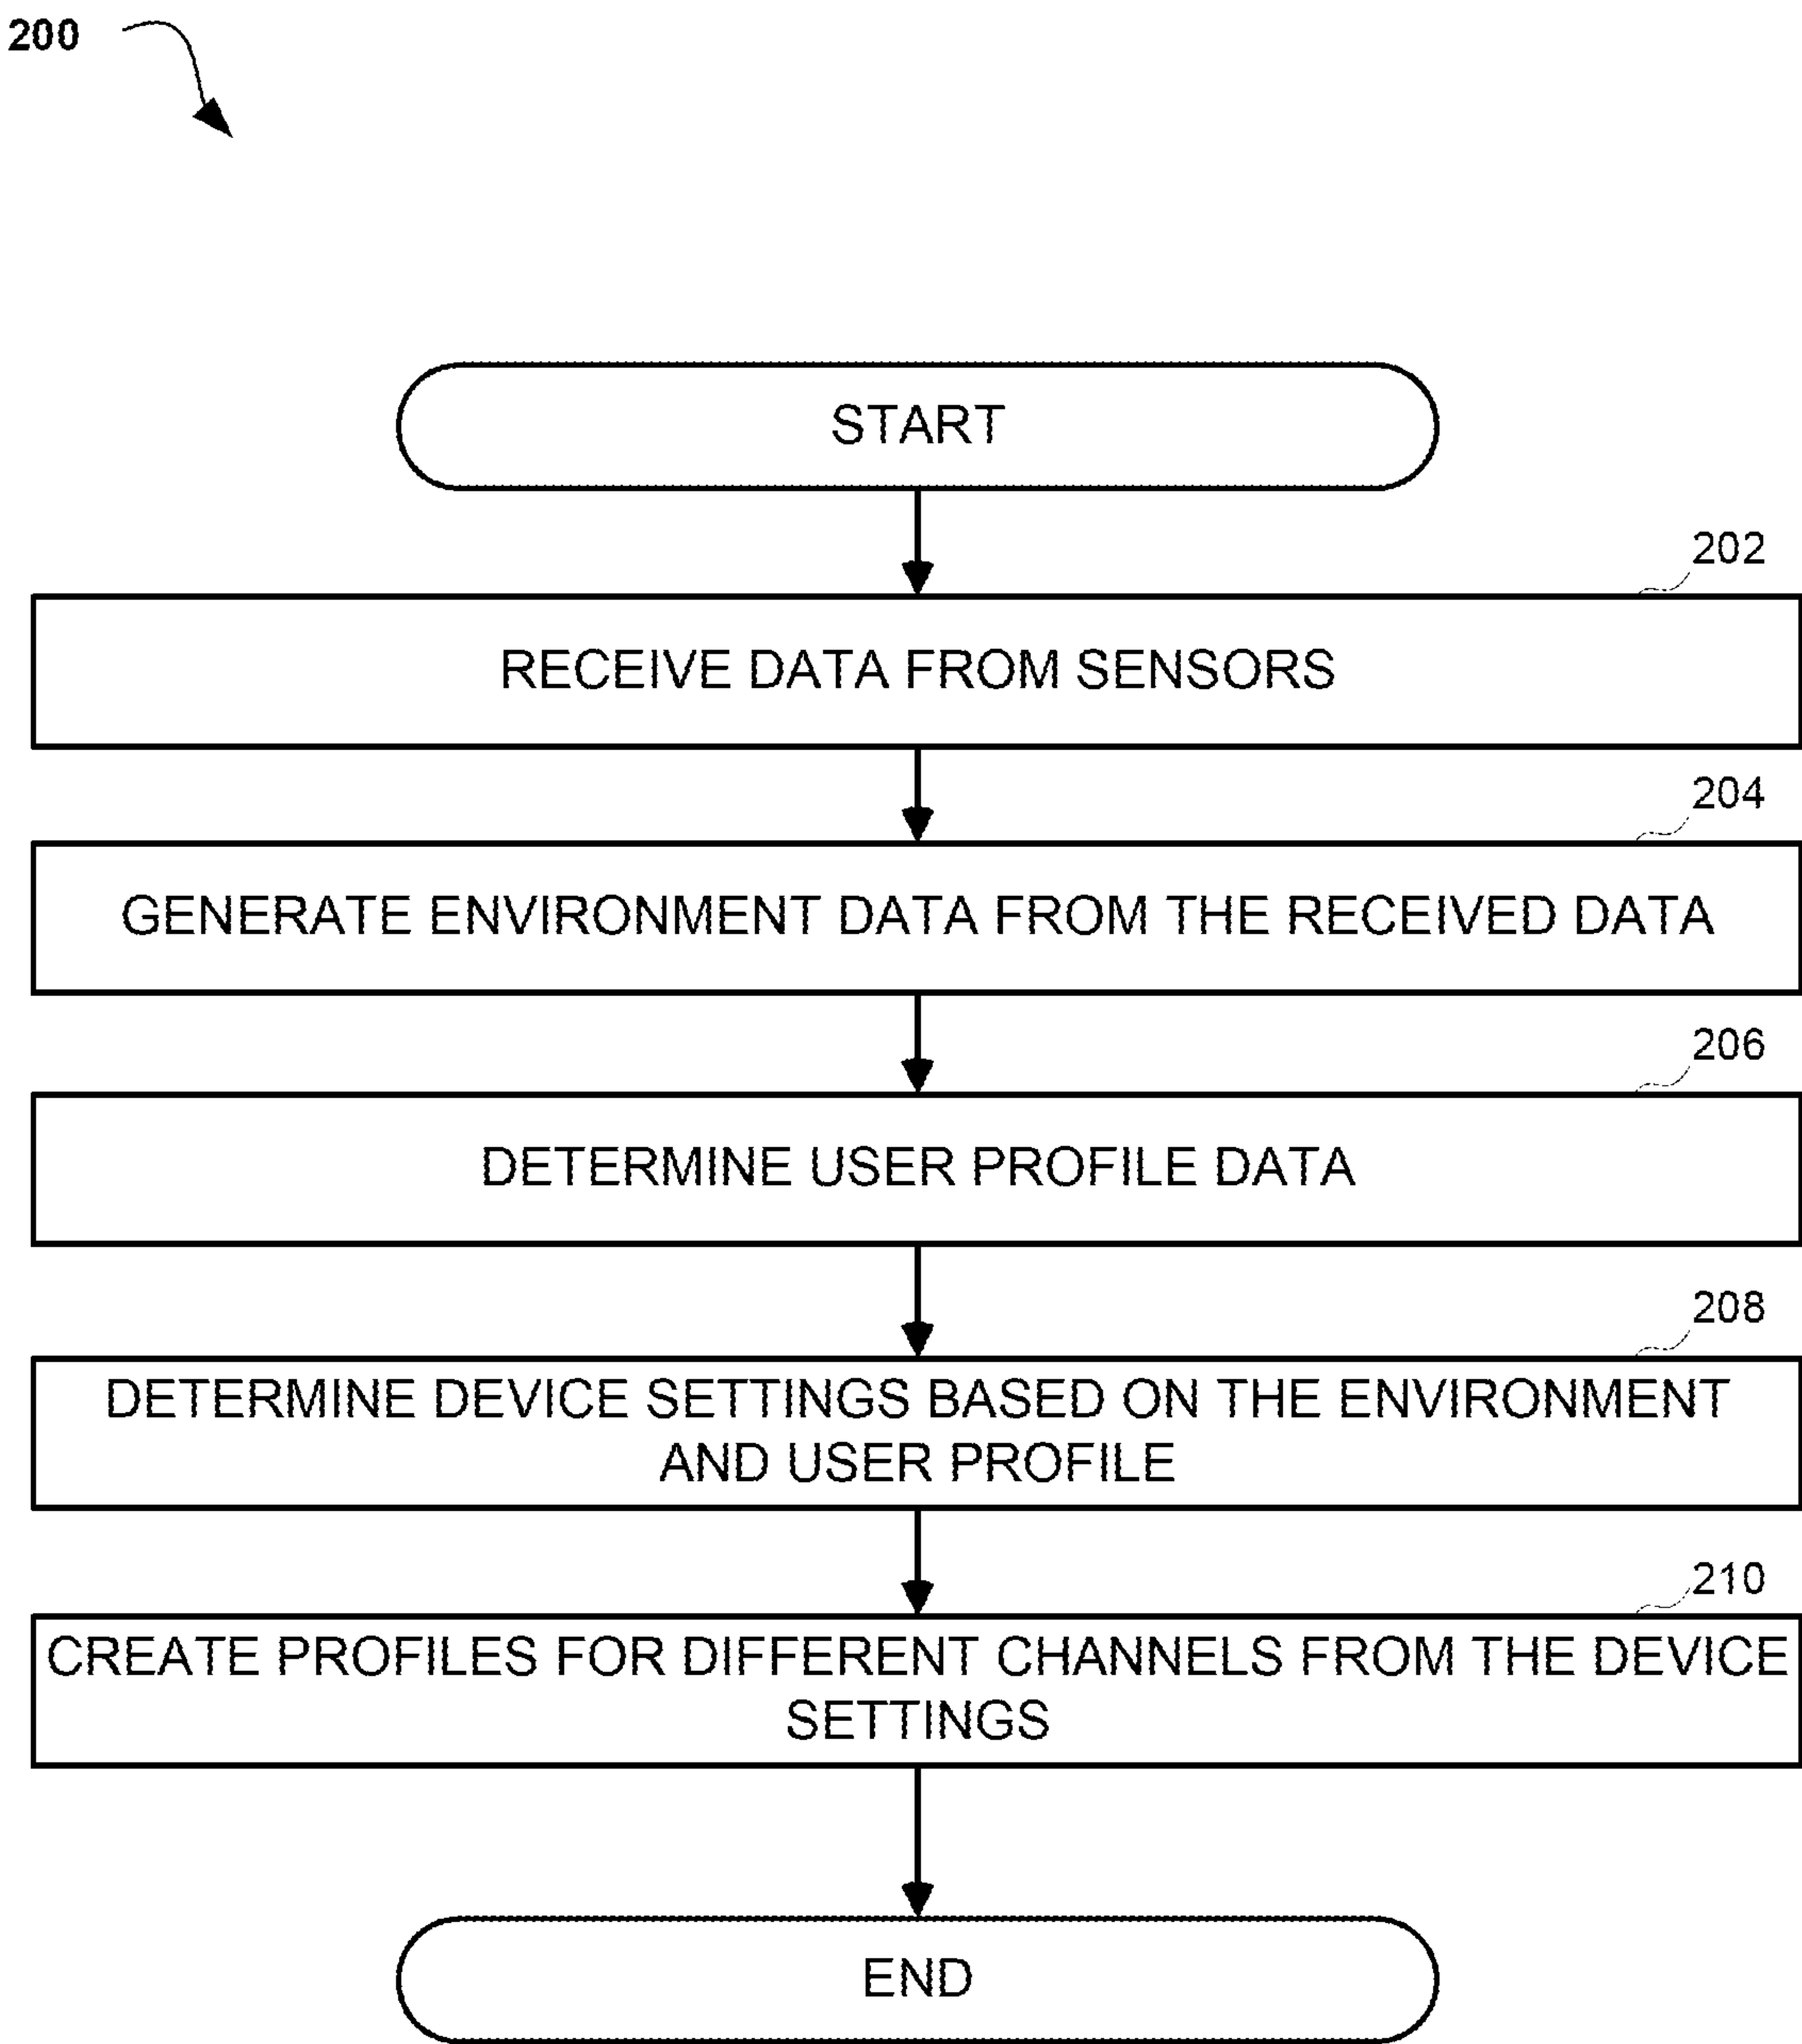 200
START
202
RECEIVE DATA FROM SENSORS
204
GENERATE ENVIRONMENT DATA FROM THE RECEIVED DATA
206
DETERMINE USER PROFILE DATA
208
DETERMINE DEVICE SETTINGS BASED ON THE ENVIRONMENT
AND USER PROFILE
210
CREATE PROFILES FOR DIFFERENT CHANNELS FROM THE DEVICE
SETTINGS
END